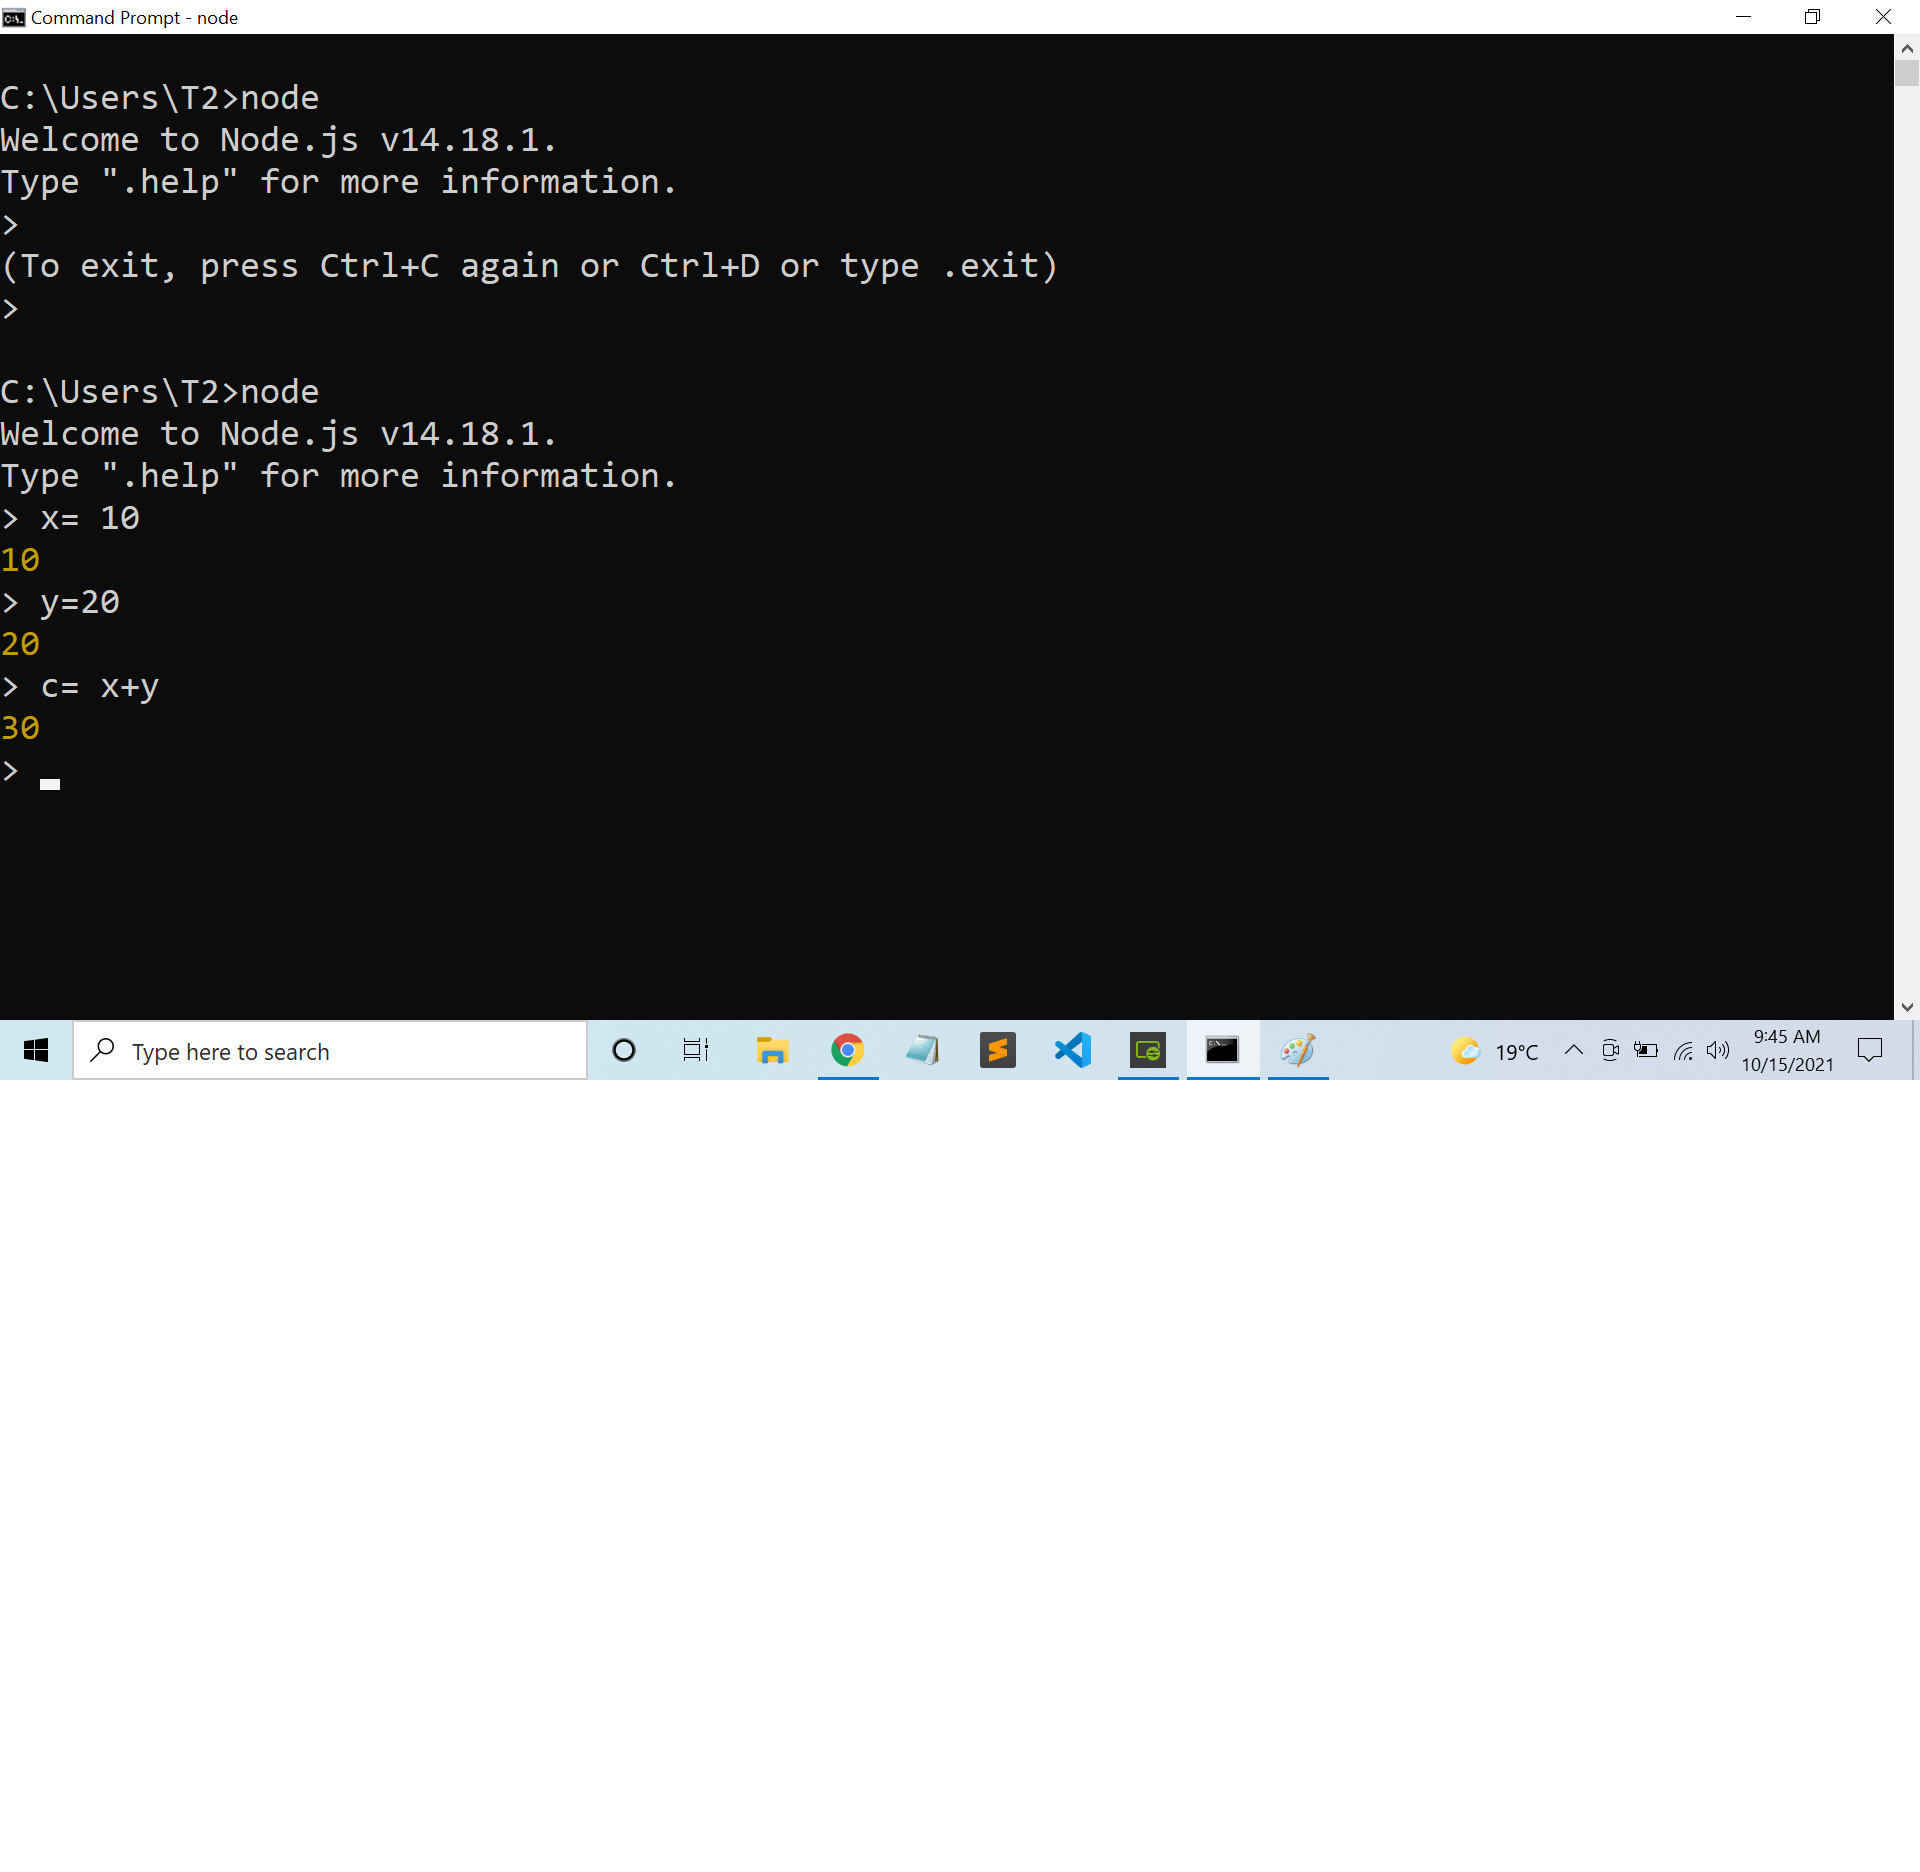 Command Prompt - node
C:\Users\T2>node
Welcome to Node.js v14.18.1.
Type ".help" for more information.
>
(To exit, press Ctrl+C again or Ctrl+D or type .exit)
>
C:\Users\T2>node
Welcome to Node.js v14.18.1.
Type ".help" for more information.
> x= 10
10
> y=20
20
> c= x+y
30
>
Type here to search
19°C
9:45 AM
10/15/2021